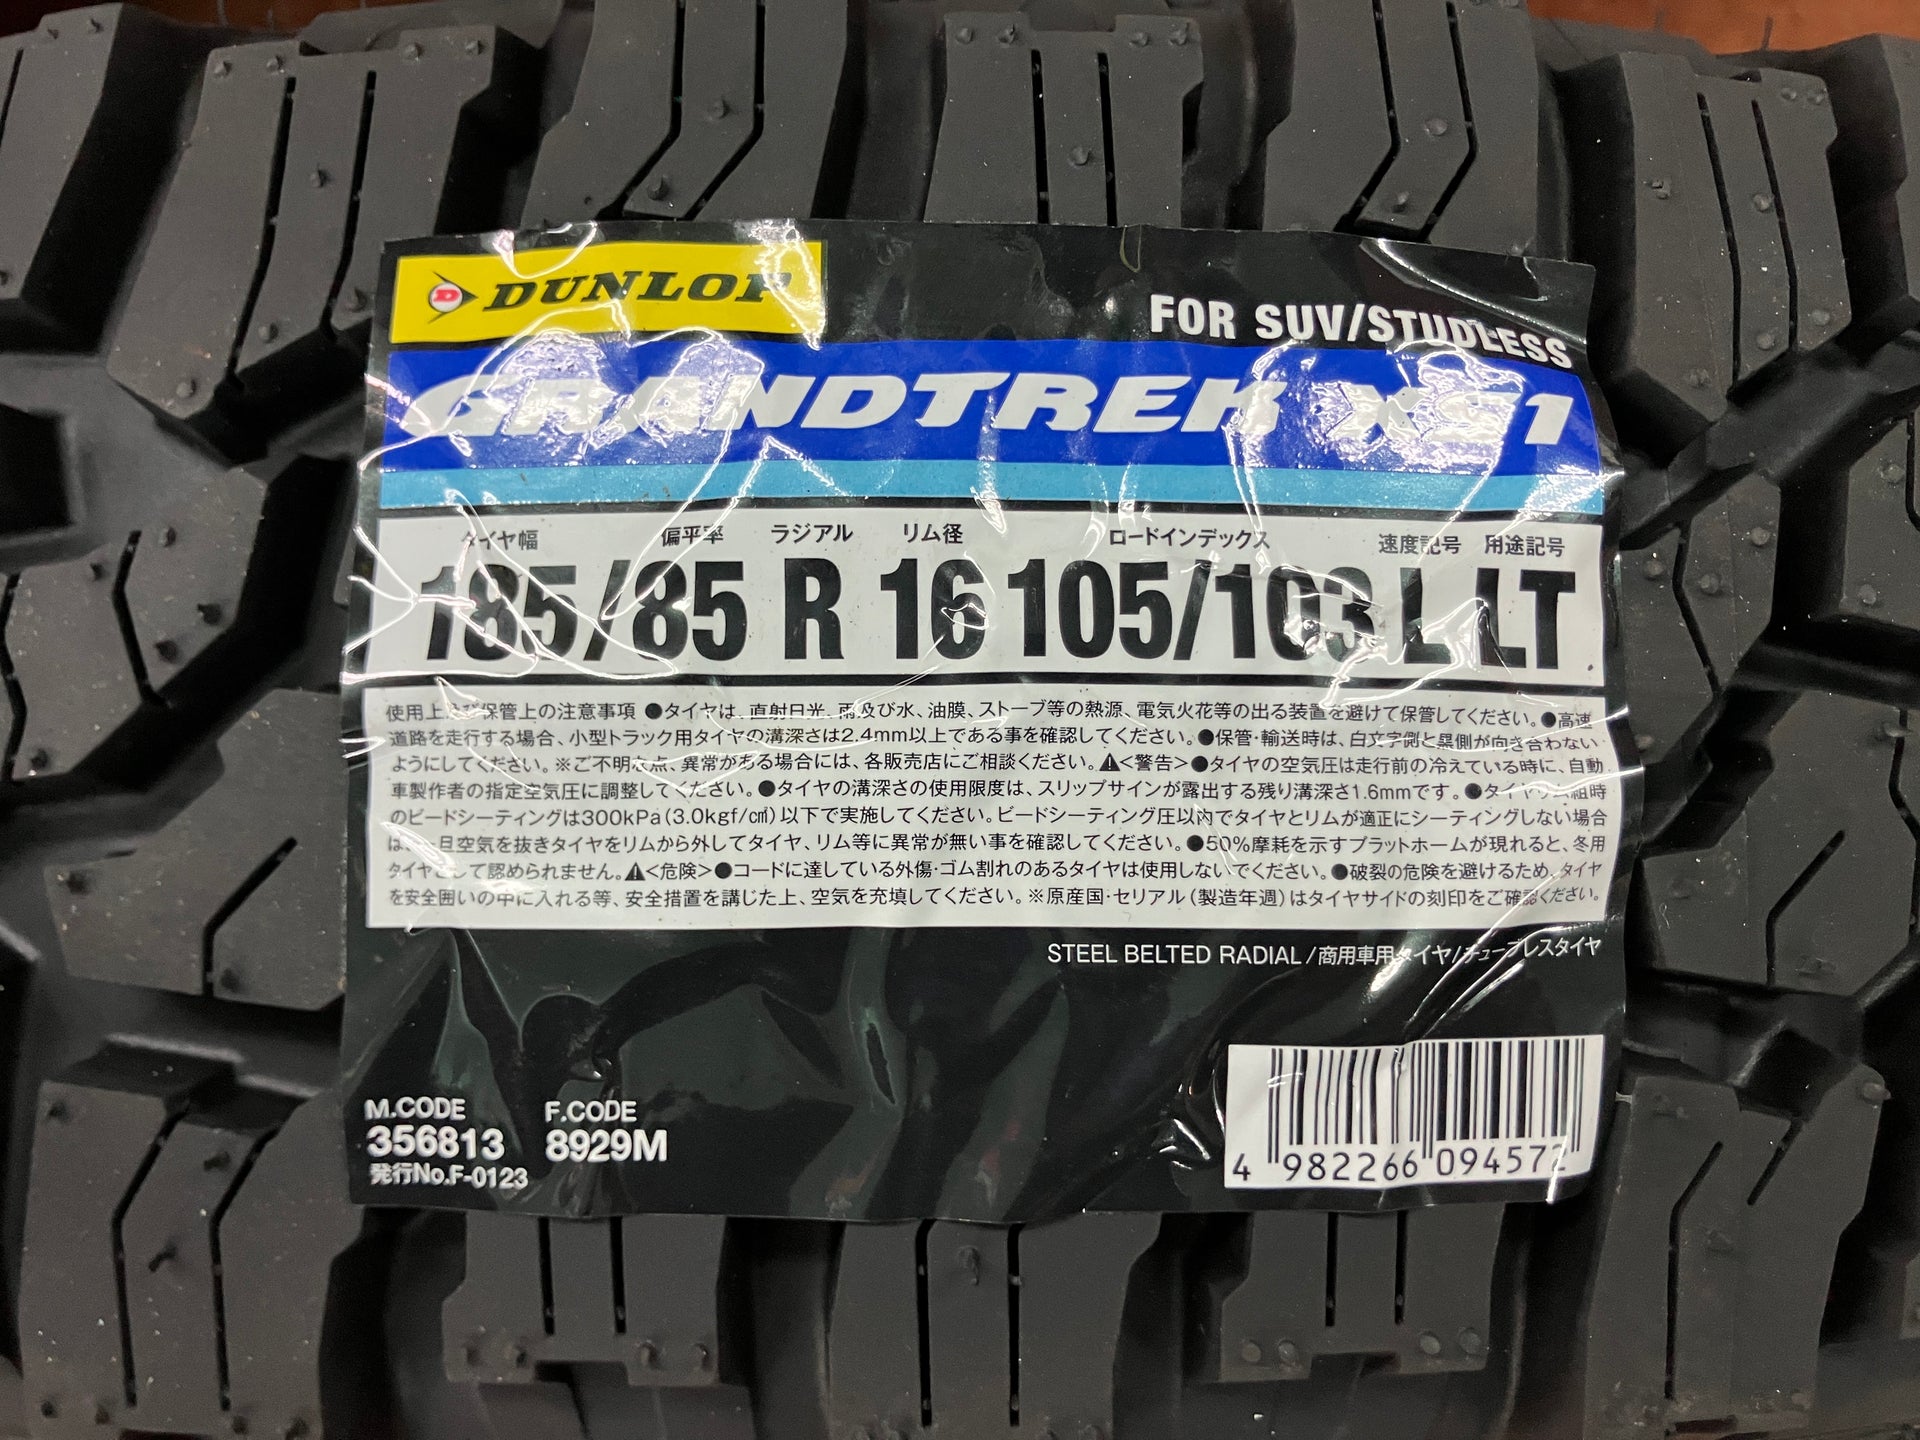 DUNLOP
FOR SUV/STUDLESS
GRANDTREK XS1
タイヤ幅 偏平率 ラジアル リム径 ロードインデックス 速度記号 用途記号
185/85 R 16 105/103 L LT
使用上及び保管上の注意事項 ●タイヤは、直射日光、雨及び水、油膜、ストーブ等の熱源、電気火花等の出る装置を避けて保管してください。●高速
道路を走行する場合、小型トラック用タイヤの溝深さは2.4mm以上である事を確認してください。●保管・輸送時は、白文字側と黒側が向き合わない
ようにしてください。※ご不明な点、異常がある場合には、各販売店にご相談ください。⚠<警告>●タイヤの空気圧は走行前の冷えている時に、自動
車製作者の指定空気圧に調整してください。●タイヤの溝深さの使用限度は、スリップサインが露出する残り溝深さ1.6mmです。●タイヤリム組時
のビードシーティングは300kPa(3.0kgf/㎠)以下で実施してください。ビードシーティング圧以内でタイヤとリムが適正にシーティングしない場合
は、一旦空気を抜きタイヤをリムから外してタイヤ、リム等に異常が無い事を確認してください。●50%摩耗を示すプラットホームが現れると、冬用
タイヤとして認められません。⚠<危険>●コードに達している外傷・ゴム割れのあるタイヤは使用しないでください。●破裂の危険を避けるため、タイヤ
を安全囲いの中に入れる等、安全措置を講じた上、空気を充填してください。※原産国・セリアル(製造年週)はタイヤサイドの刻印をご確認ください。
STEEL BELTED RADIAL/商用車用タイヤ/チューブレスタイヤ
M.CODE F.CODE
356813 8929M
発行No.F-0123
4 982266 094572